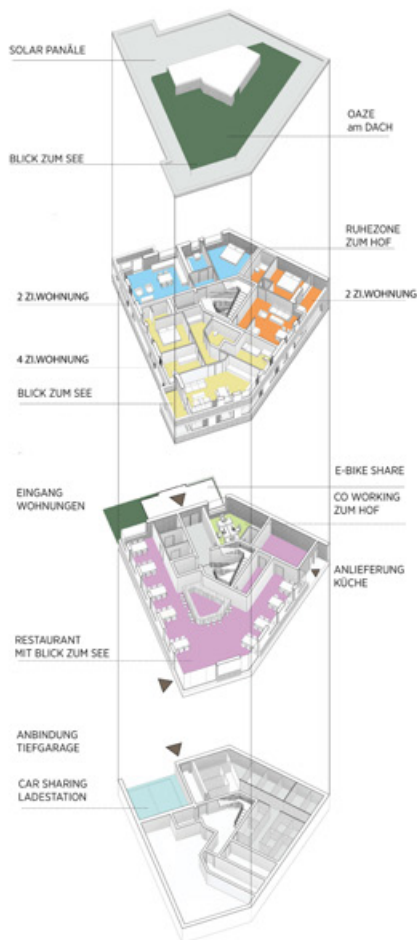 SOLAR PANÄLE
OAZE
am DACH
BLICK ZUM SEE
RUHEZONE
ZUM HOF
2 ZI.WOHNUNG
2 ZI.WOHNUNG
4 ZI.WOHNUNG
BLICK ZUM SEE
E-BIKE SHARE
EINGANG
WOHNUNGEN
CO WORKING
ZUM HOF
ANLIEFERUNG
KÜCHE
RESTAURANT
MIT BLICK ZUM SEE
ANBINDUNG
TIEFGARAGE
CAR SHARING
LADESTATION